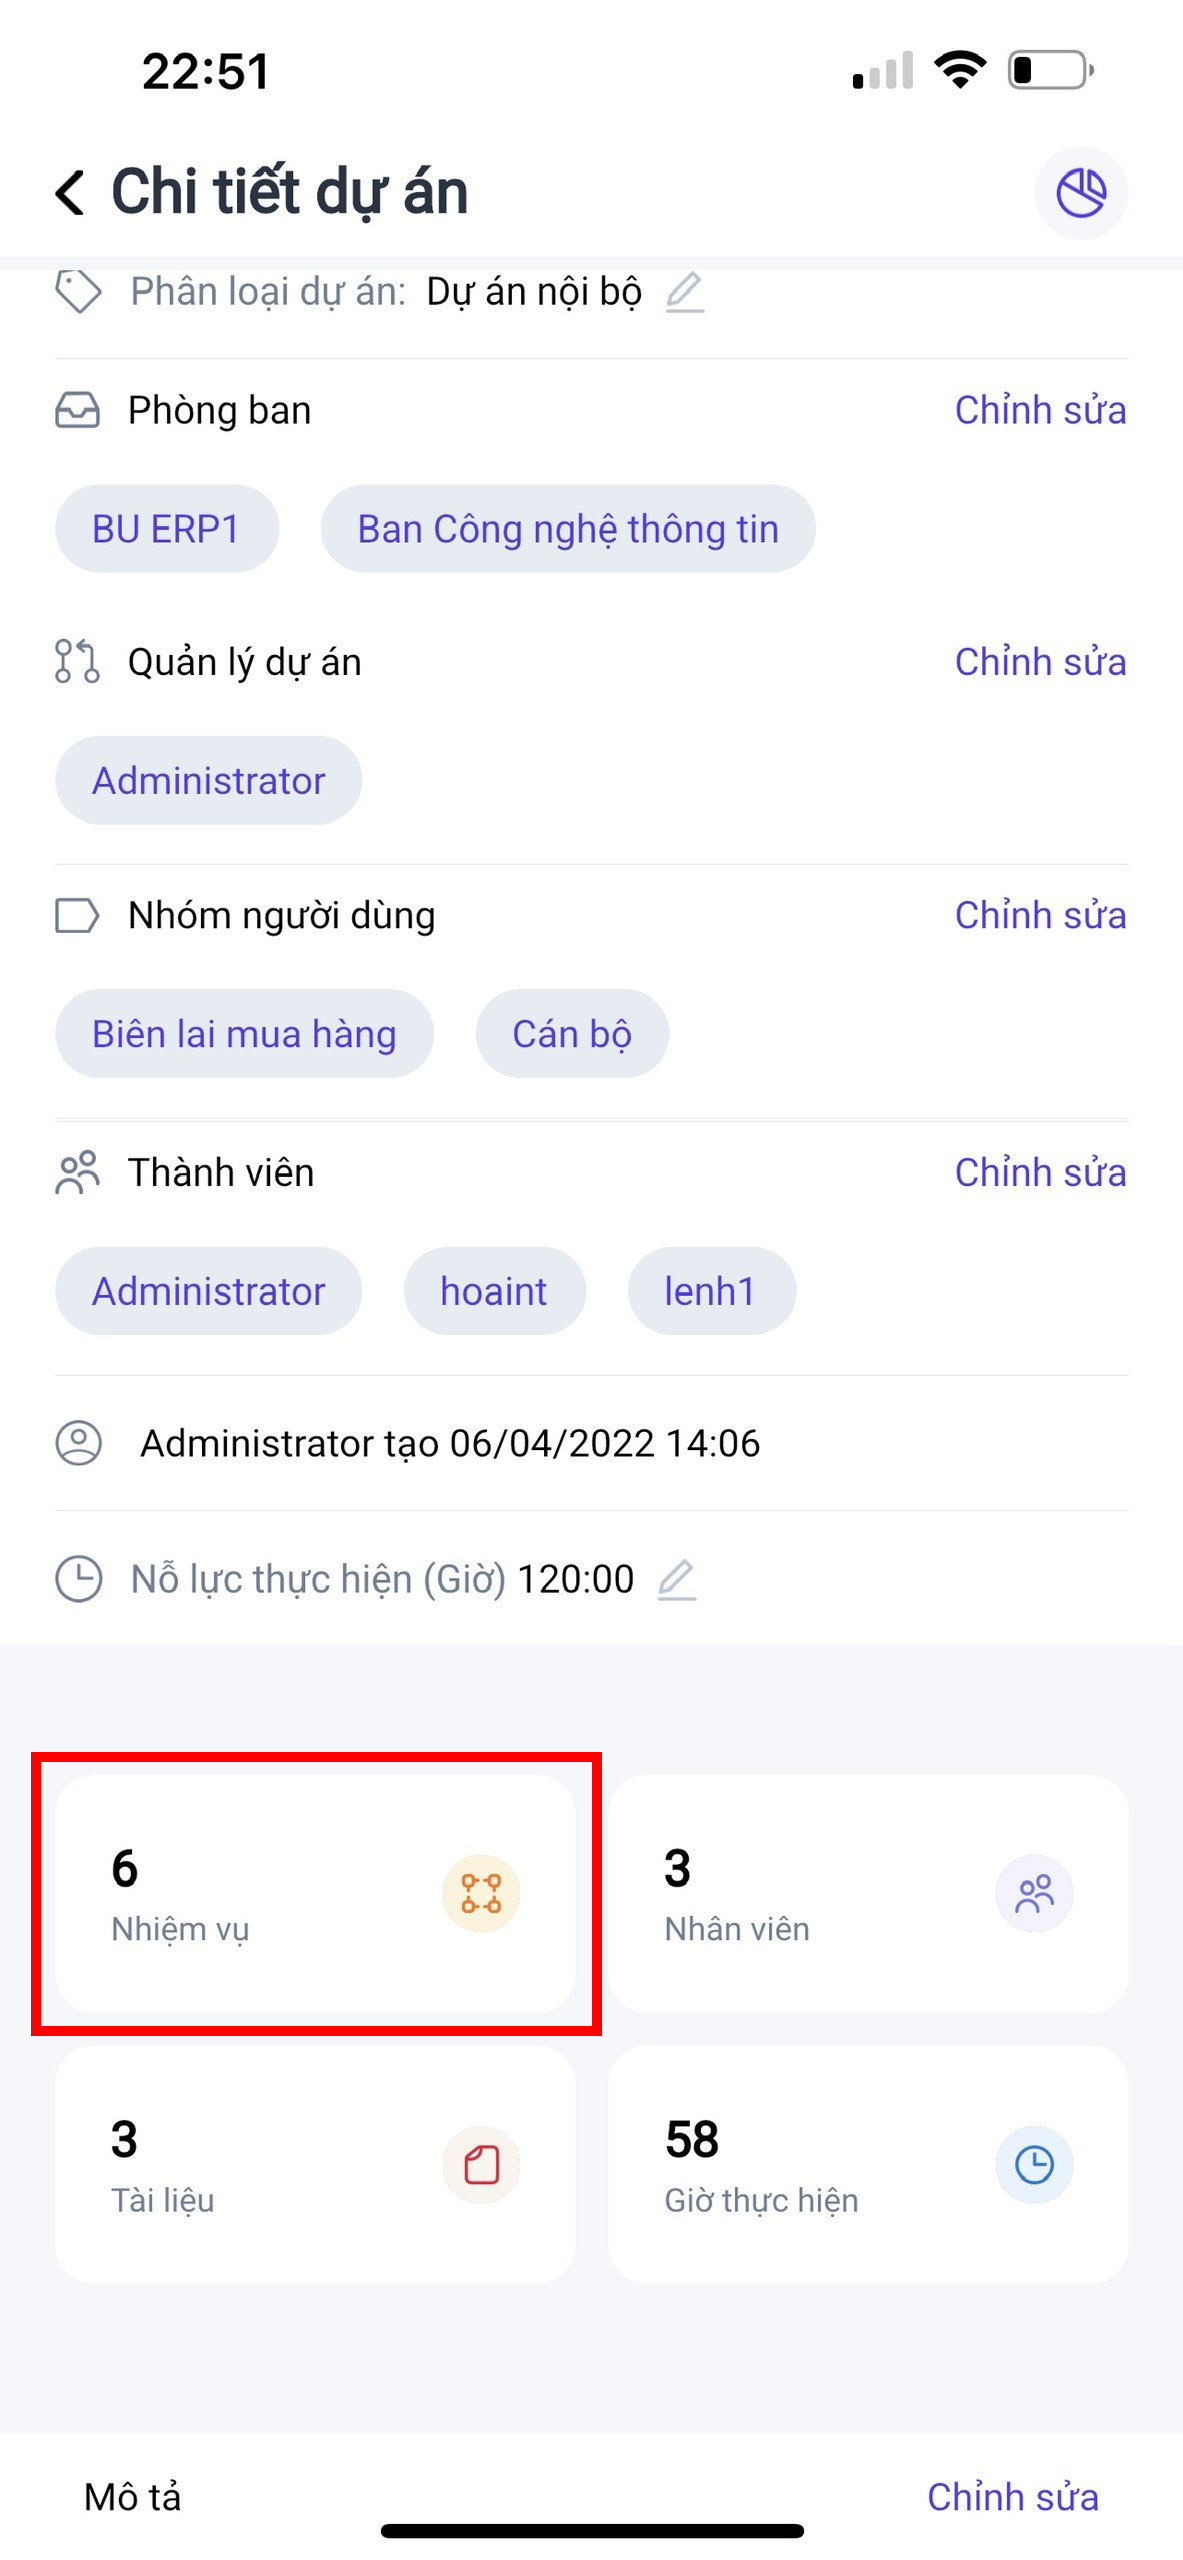 22:51
Chi tiết dự án
Phân loại dự án: Dự án nội bộ
Phòng ban Chỉnh sửa
BU ERP1 Ban Công nghệ thông tin
Quản lý dự án Chỉnh sửa
Administrator
Nhóm người dùng Chỉnh sửa
Biên lai mua hàng Cán bộ
Thành viên Chỉnh sửa
Administrator hoaint lenh1
Administrator tạo 06/04/2022 14:06
Nỗ lực thực hiện (Giờ) 120:00
6 3
Nhiệm vụ Nhân viên
3 58
Tài liệu Giờ thực hiện
Mô tả Chỉnh sửa